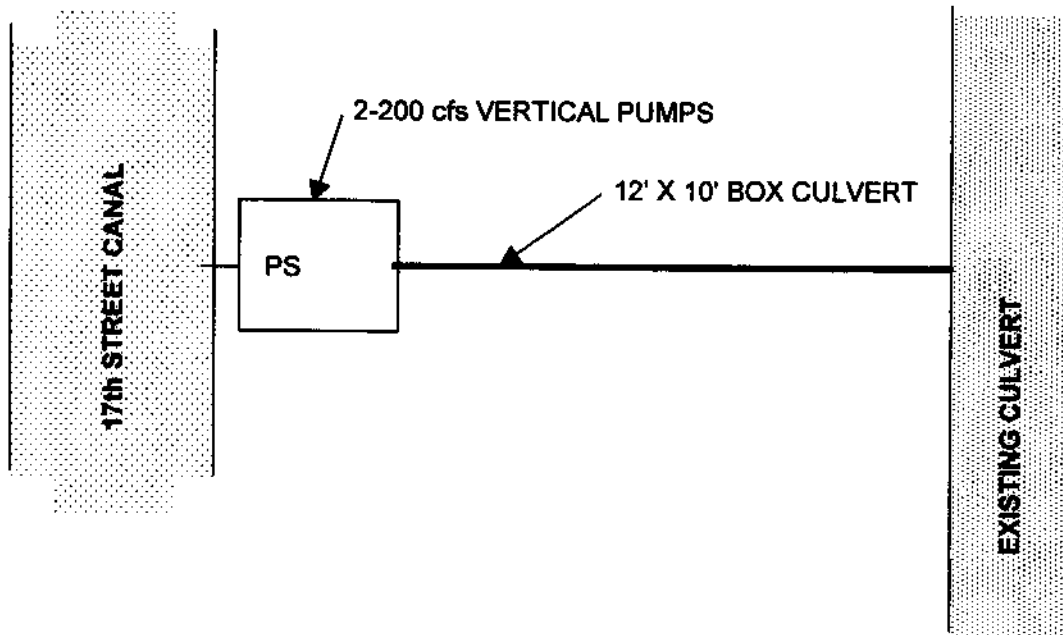 2-200 cfs VERTICAL PUMPS
12' X 10' BOX CULVERT
17th STREET CANAL
PS
EXISTING CULVERT